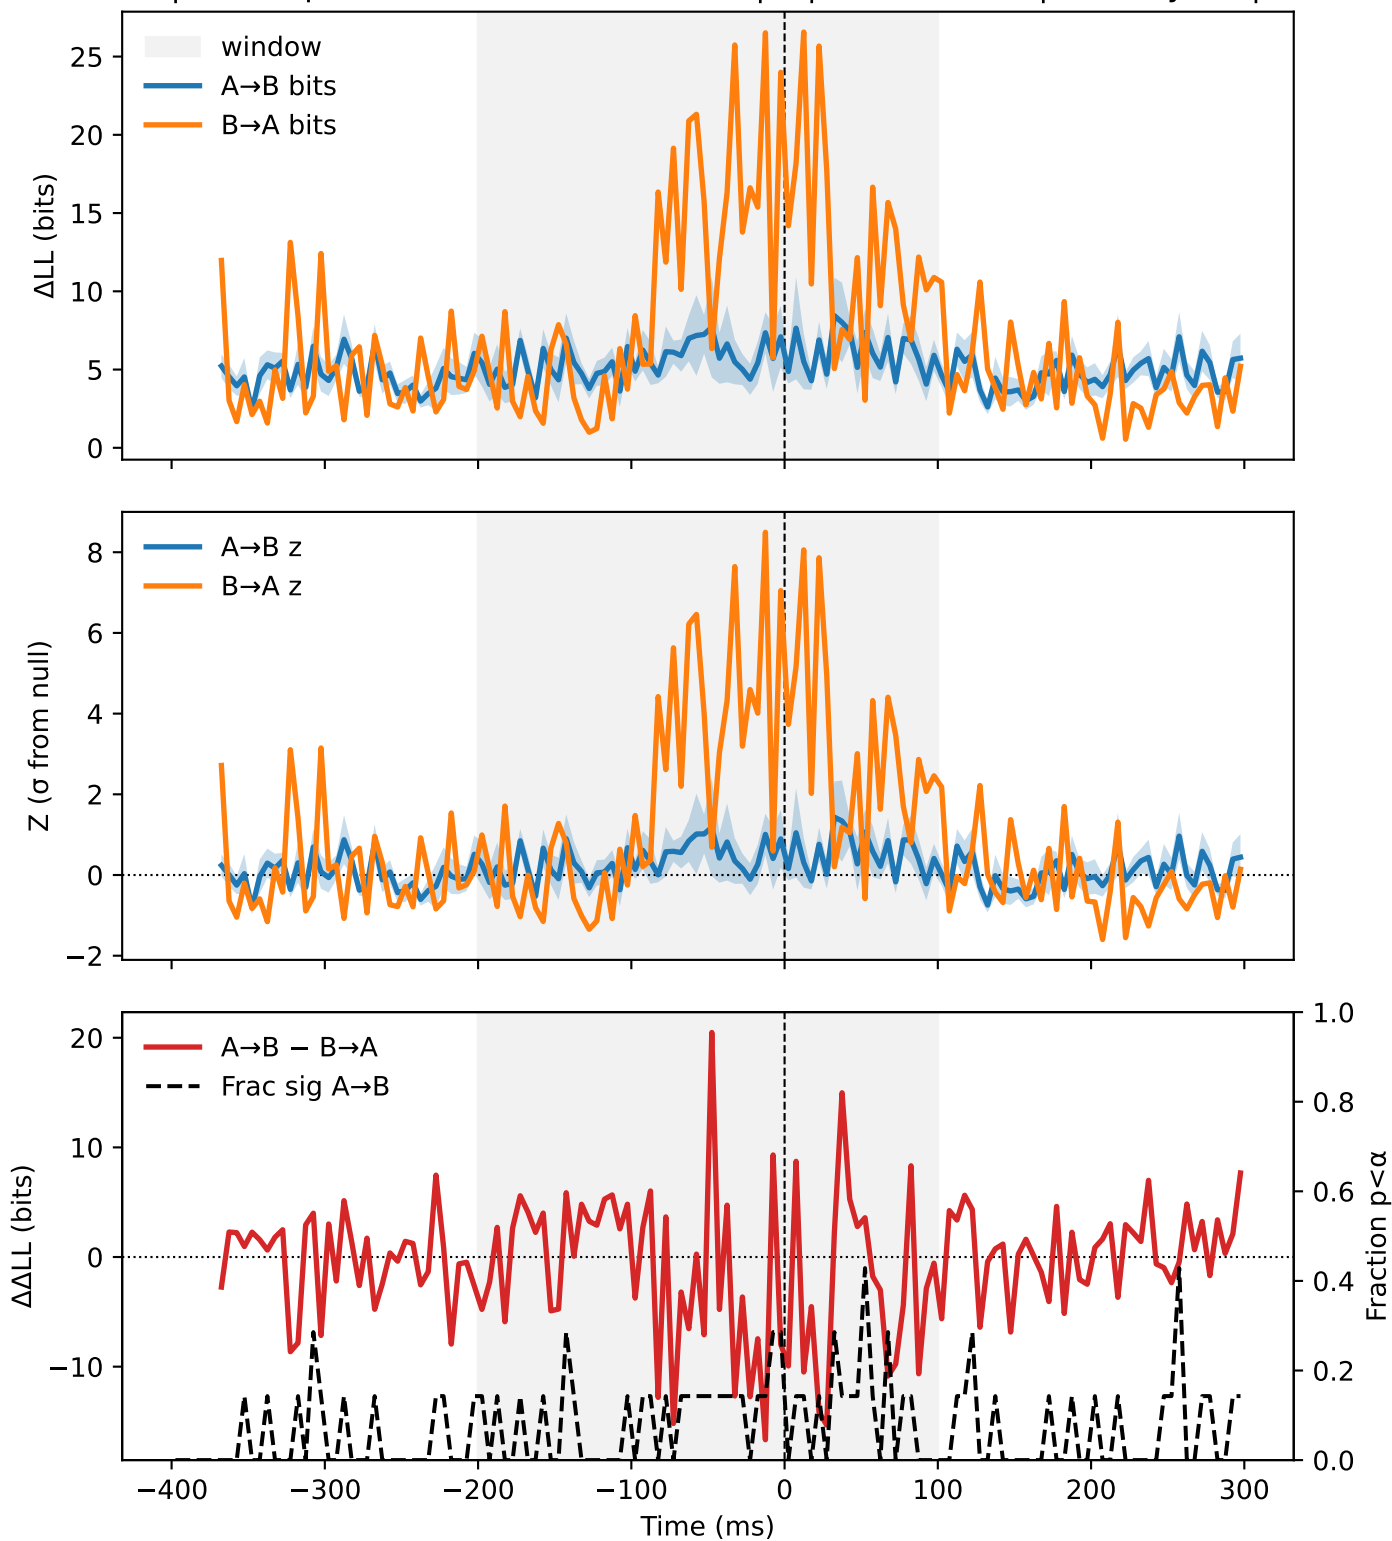 window
A→B bits
B→A bits
25
20
15
10
5
0
ΔLL (bits)
A→B z
B→A z
8
6
4
2
0
−2
Z (σ from null)
A→B − B→A
Frac sig A→B
20
10
0
−10
ΔΔLL (bits)
1.0
0.8
0.6
0.4
0.2
0.0
Fraction p<α
−400 −300 −200 −100 0 100 200 300
Time (ms)